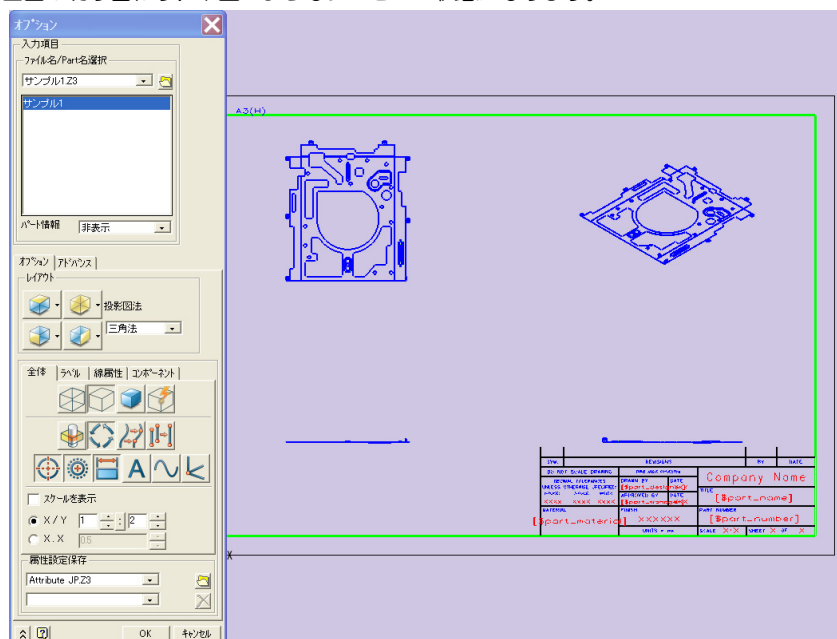 オプション
入力項目
ファイル名/Part名選択
サンプル1.Z3
サンプル1
パート情報
非表示
オプション
アドバンス
レイアウト
投影図法
三角法
全体
ラベル
線属性
コンポーネント
スケールを表示
X/Y
1
:
2
X.X
0.5
属性設定保存
Attribute JP.Z3
OK
キャンセル
A3(H)
SYM.
REVISIONS
BY
DATE
DO NOT SCALE DRAWING
DRAWN BY
DATE
APPROVED BY
DATE
Company Name
TITLE
[$part_name]
MATERIAL
[$part_material]
FINISH
XXXXXX
PART NUMBER
[$part_number]
UNITS = mm
SCALE X:X
SHEET X OF X
X